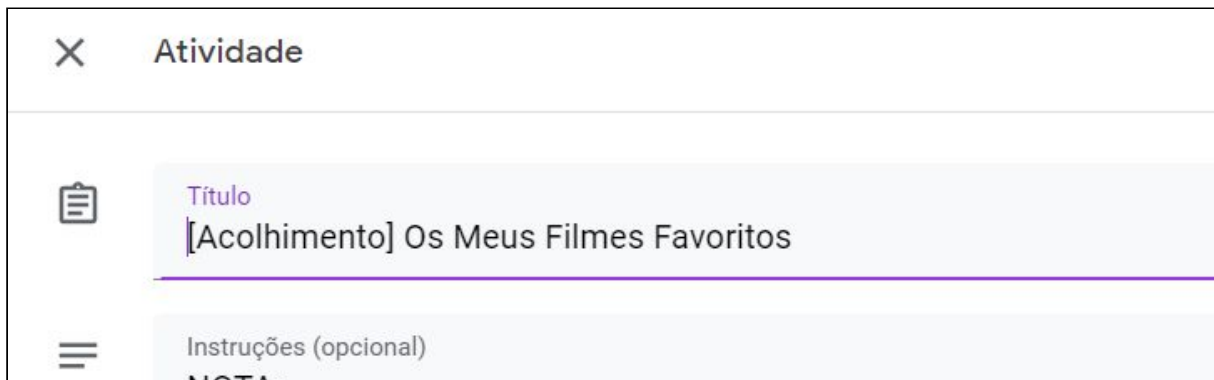 Atividade
Título
[Acolhimento] Os Meus Filmes Favoritos
Instruções (opcional)